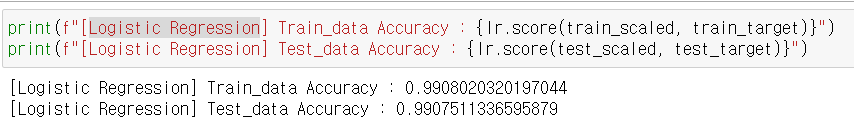 print(f"[Logistic Regression] Train_data Accuracy : {lr.score(train_scaled, train_target)}")
print(f"[Logistic Regression] Test_data Accuracy : {lr.score(test_scaled, test_target)}")
[Logistic Regression] Train_data Accuracy : 0.9908020320197044
[Logistic Regression] Test_data Accuracy : 0.9907511336595879